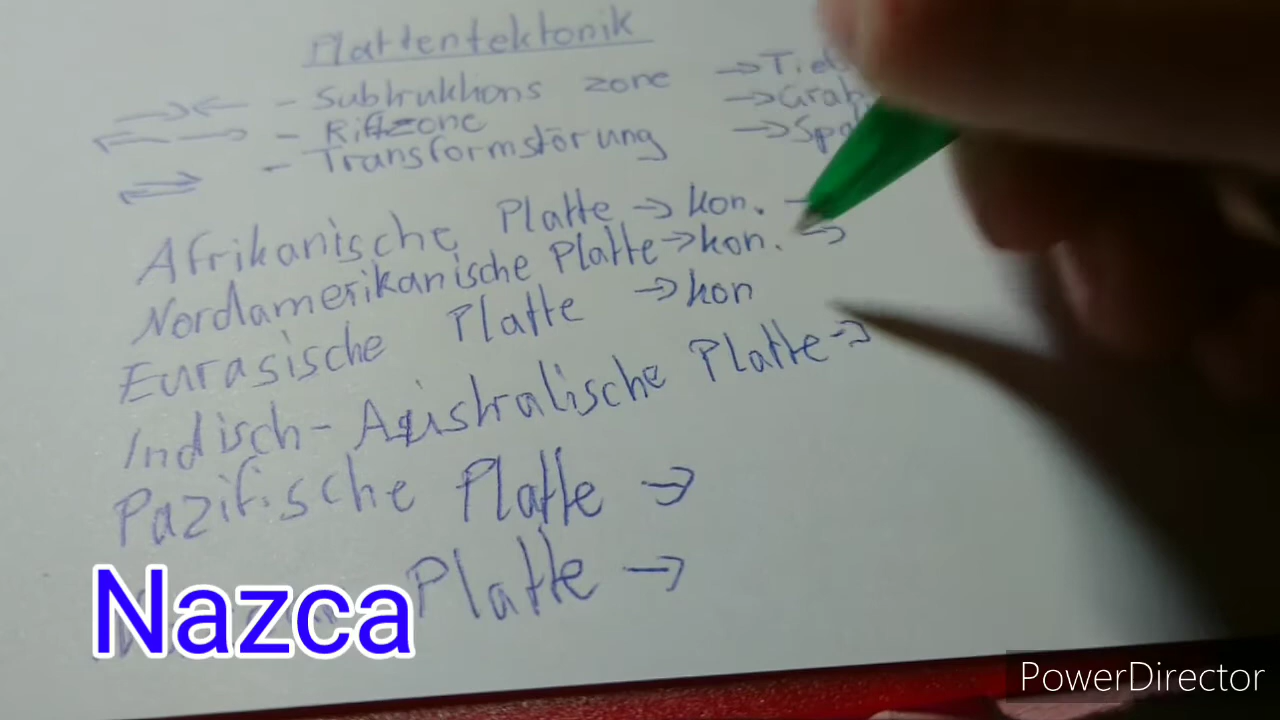 Plattentektonik
→← - Subtruktions zone →
← → - Riftzone →
⇌ - Transformstörung →
Afrikanische Platte → kon. →
Nordamerikanische Platte → kon. →
Eurasische Platte → kon
Indisch-Australische Platte →
Pazifische Platte →
Nazca Platte →
PowerDirector